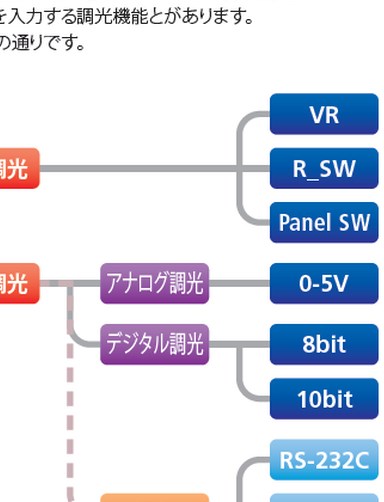 を入力する調光機能とがあります。
の通りです。
VR
調光
R_SW
Panel SW
調光
アナログ調光
0-5V
デジタル調光
8bit
10bit
RS-232C